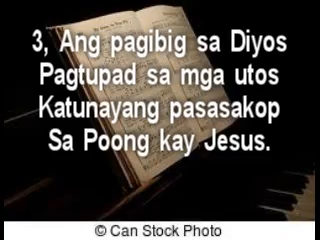 3, Ang pagibig sa Diyos
Pagtupad sa mga utos
Katunayang pasasakop
Sa Poong kay Jesus.
© Can Stock Photo